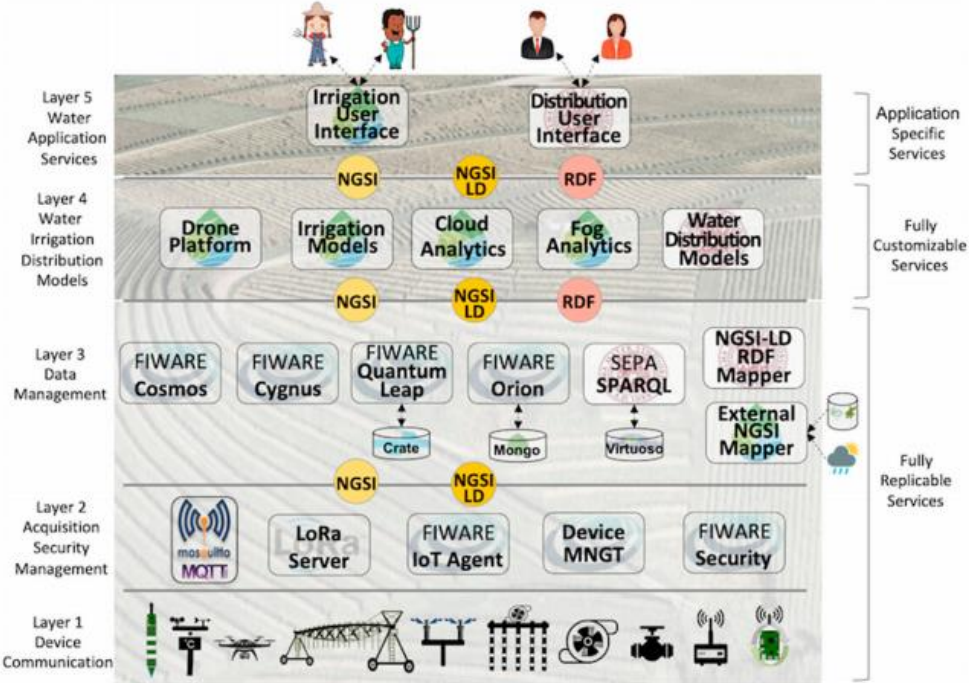 Layer 5
Water
Application
Services
Irrigation
User
Interface
Distribution
User
Interface
Application
Specific
Services
NGSI
NGSI
LD
RDF
Layer 4
Water
Irrigation
Distribution
Models
Drone
Platform
Irrigation
Models
Cloud
Analytics
Fog
Analytics
Water
Distribution
Models
Fully
Customizable
Services
NGSI
NGSI
LD
RDF
Layer 3
Data
Management
FIWARE
Cosmos
FIWARE
Cygnus
FIWARE
Quantum
Leap
FIWARE
Orion
SEPA
SPARQL
NGSI-LD
RDF
Mapper
External
NGSI
Mapper
Crate
Mongo
Virtuoso
Fully
Replicable
Services
NGSI
NGSI
LD
Layer 2
Acquisition
Security
Management
mosquitto
MQTT
LoRa
LoRa
Server
FIWARE
IoT Agent
Device
MNGT
FIWARE
Security
Layer 1
Device
Communication
°C